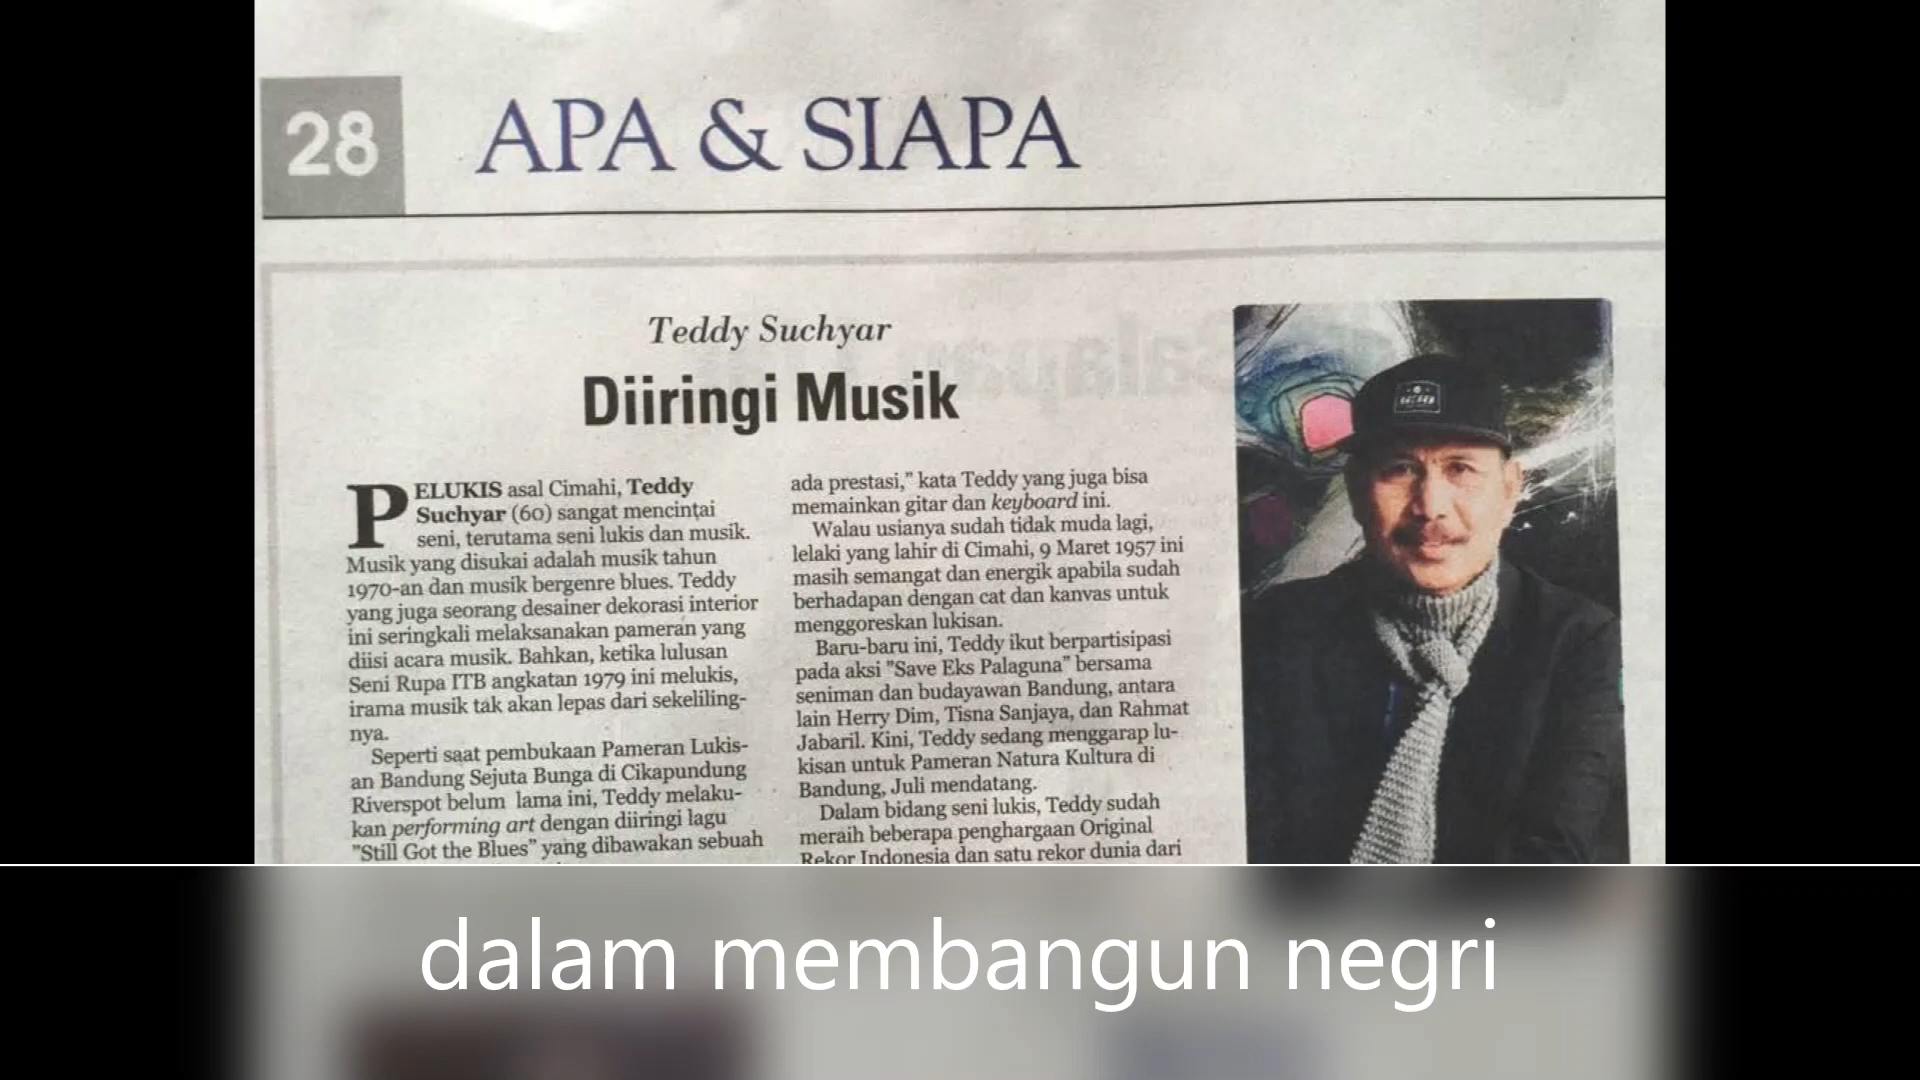 28
APA & SIAPA
Teddy Suchyar
Diiringi Musik
PELUKIS asal Cimahi, Teddy
Suchyar (60) sangat mencintai
seni, terutama seni lukis dan musik.
Musik yang disukai adalah musik tahun
1970-an dan musik bergenre blues. Teddy
yang juga seorang desainer dekorasi interior
ini seringkali melaksanakan pameran yang
diisi acara musik. Bahkan, ketika lulusan
Seni Rupa ITB angkatan 1979 ini melukis,
irama musik tak akan lepas dari sekeliling-
nya.
Seperti saat pembukaan Pameran Lukis-
an Bandung Sejuta Bunga di Cikapundung
Riverspot belum lama ini, Teddy melaku-
kan performing art dengan diiringi lagu
"Still Got the Blues" yang dibawakan sebuah
ada prestasi," kata Teddy yang juga bisa
memainkan gitar dan keyboard ini.
Walau usianya sudah tidak muda lagi,
lelaki yang lahir di Cimahi, 9 Maret 1957 ini
masih semangat dan energik apabila sudah
berhadapan dengan cat dan kanvas untuk
menggoreskan lukisan.
Baru-baru ini, Teddy ikut berpartisipasi
pada aksi "Save Eks Palaguna" bersama
seniman dan budayawan Bandung, antara
lain Herry Dim, Tisna Sanjaya, dan Rahmat
Jabaril. Kini, Teddy sedang menggarap lu-
kisan untuk Pameran Natura Kultura di
Bandung, Juli mendatang.
Dalam bidang seni lukis, Teddy sudah
meraih beberapa penghargaan Original
Rekor Indonesia dan satu rekor dunia dari
dalam membangun negri